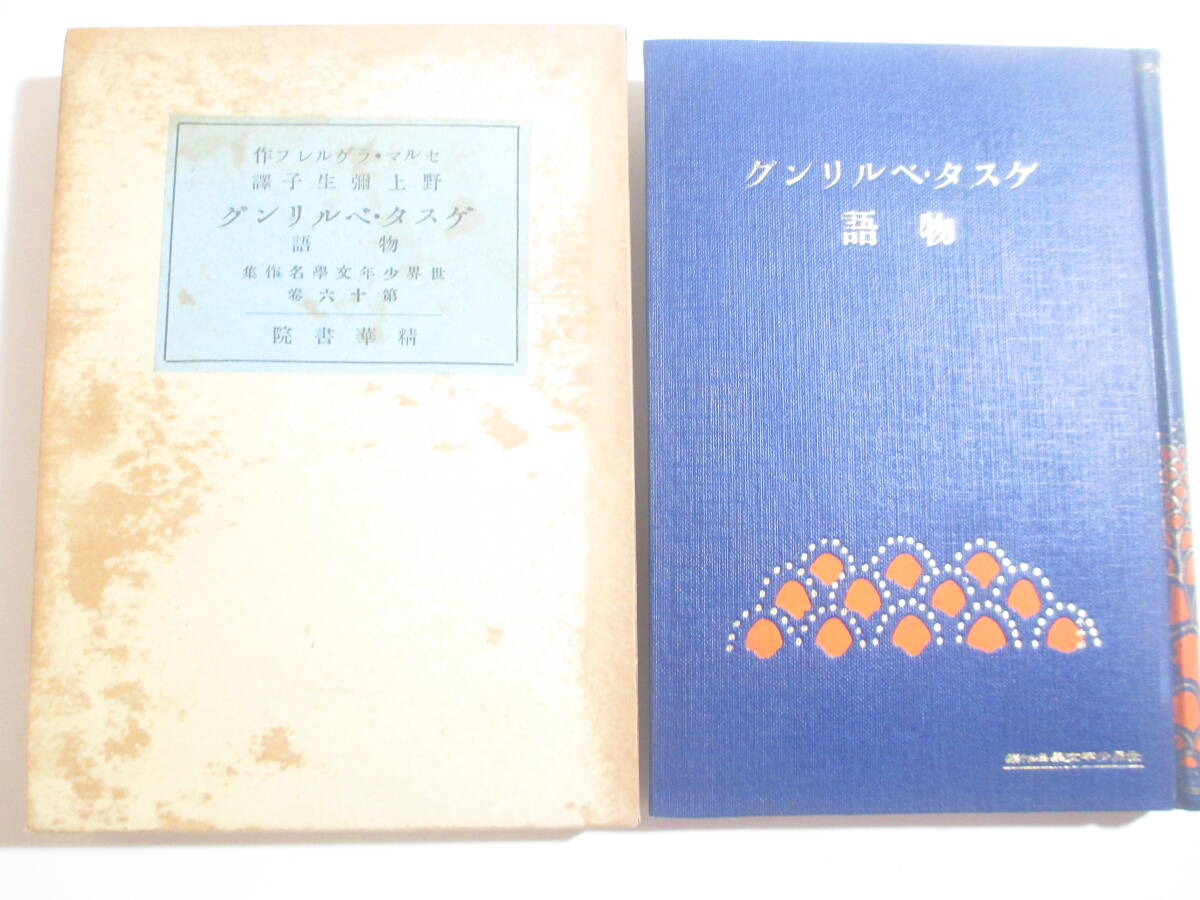 セルマ・ラゲルレフ作
野上彌生子譯
ゲスタ・ベルリング
物語
世界少年文學名作集
第十六卷
精華書院
ゲスタ・ベルリング
物語